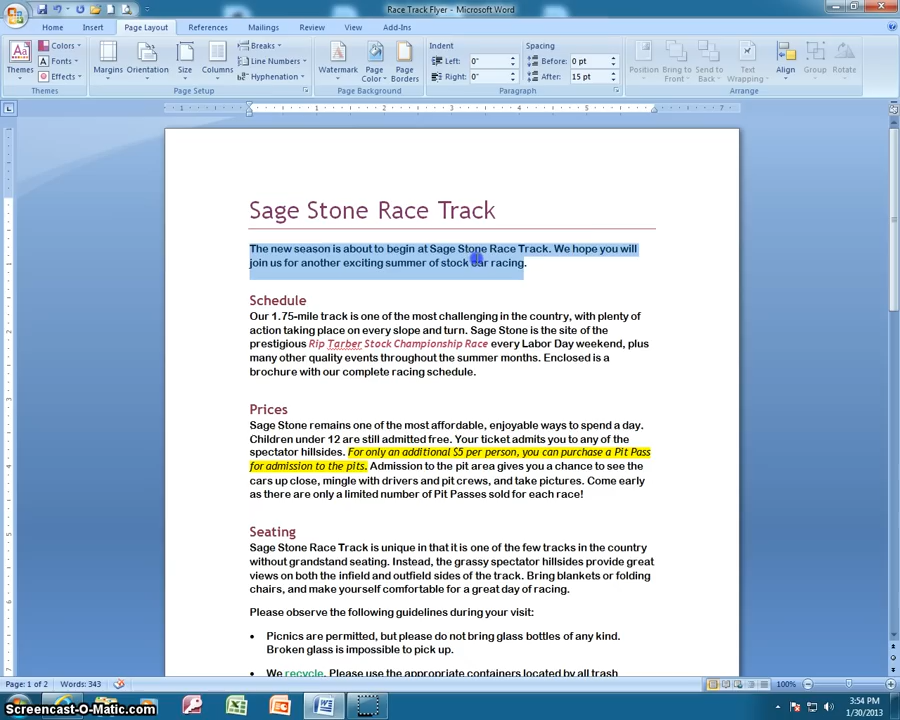 Race Track Flyer - Microsoft Word
Home Insert Page Layout References Mailings Review View Add-Ins
Themes Colors Fonts Effects Themes
Margins Orientation Size Columns Breaks Line Numbers Hyphenation Page Setup
Watermark Page Color Page Borders Page Background
Indent Left: 0" Right: 0" Spacing Before: 0 pt After: 15 pt Paragraph
Position Bring to Front Send to Back Text Wrapping Align Group Rotate Arrange
Sage Stone Race Track
The new season is about to begin at Sage Stone Race Track. We hope you will
join us for another exciting summer of stock car racing.
Schedule
Our 1.75-mile track is one of the most challenging in the country, with plenty of
action taking place on every slope and turn. Sage Stone is the site of the
prestigious Rip Tarber Stock Championship Race every Labor Day weekend, plus
many other quality events throughout the summer months. Enclosed is a
brochure with our complete racing schedule.
Prices
Sage Stone remains one of the most affordable, enjoyable ways to spend a day.
Children under 12 are still admitted free. Your ticket admits you to any of the
spectator hillsides. For only an additional $5 per person, you can purchase a Pit Pass
for admission to the pits. Admission to the pit area gives you a chance to see the
cars up close, mingle with drivers and pit crews, and take pictures. Come early
as there are only a limited number of Pit Passes sold for each race!
Seating
Sage Stone Race Track is unique in that it is one of the few tracks in the country
without grandstand seating. Instead, the grassy spectator hillsides provide great
views on both the infield and outfield sides of the track. Bring blankets or folding
chairs, and make yourself comfortable for a great day of racing.
Please observe the following guidelines during your visit:
• Picnics are permitted, but please do not bring glass bottles of any kind.
Broken glass is impossible to pick up.
• We recycle. Please use the appropriate containers located by all trash
Page: 1 of 2 Words: 343 100%
Screencast-O-Matic.com
3:54 PM
1/30/2013